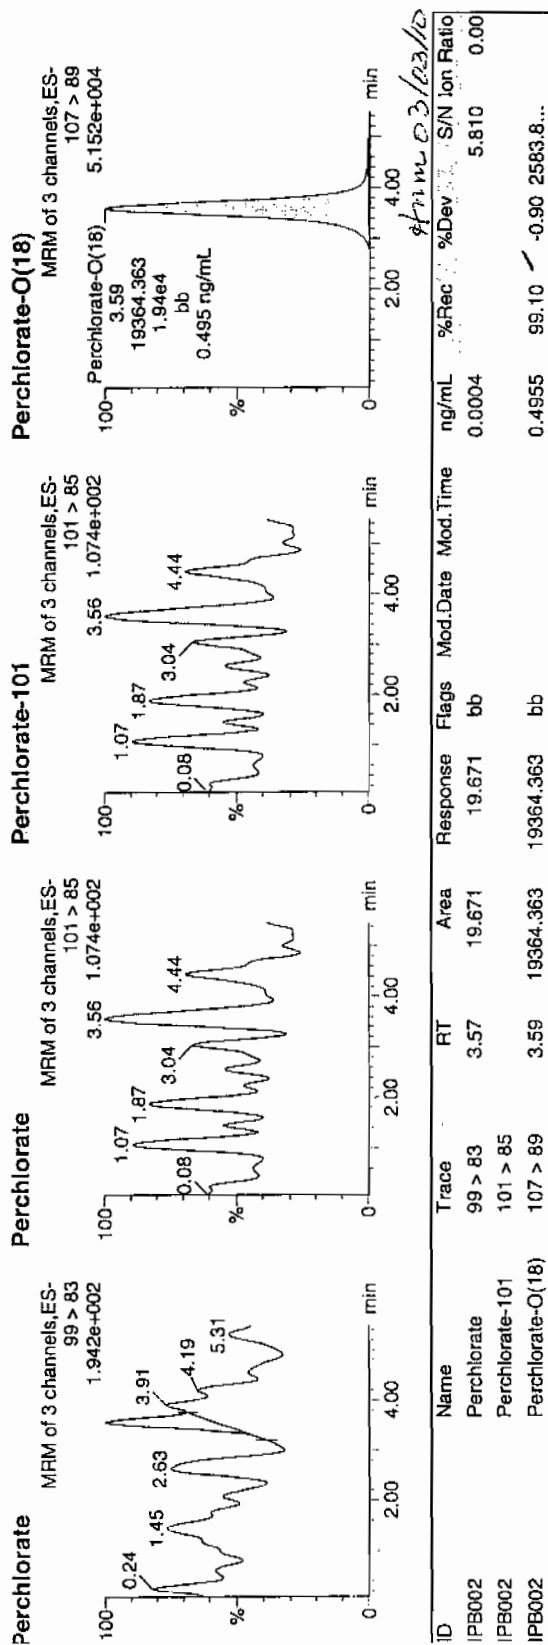 Perchlorate
MRM of 3 channels,ES-
99 > 83
1.942e+002
100
%
0
0.24
1.45
2.63
3.91
4.19
5.31
2.00
4.00
min
Perchlorate
MRM of 3 channels,ES-
101 > 85
1.074e+002
100
%
0
0.08
1.07
1.87
3.04
3.56
4.44
2.00
4.00
min
Perchlorate-101
MRM of 3 channels,ES-
101 > 85
1.074e+002
100
%
0
0.08
1.07
1.87
3.04
3.56
4.44
2.00
4.00
min
Perchlorate-O(18)
MRM of 3 channels,ES-
107 > 89
5.152e+004
100
%
0
Perchlorate-O(18)
3.59
19364.363
1.94e4
bb
0.495 ng/mL
2.00
4.00
min
03/03/10
ID Name Trace RT Area Response Flags Mod.Date Mod.Time ng/mL %Rec %Dev S/N Ion Ratio
IPB002 Perchlorate 99 > 83 3.57 19.671 19.671 bb 0.0004 5.810 0.00
IPB002 Perchlorate-101 101 > 85
IPB002 Perchlorate-O(18) 107 > 89 3.59 19364.363 19364.363 bb 0.4955 99.10 -0.90 2583.8...